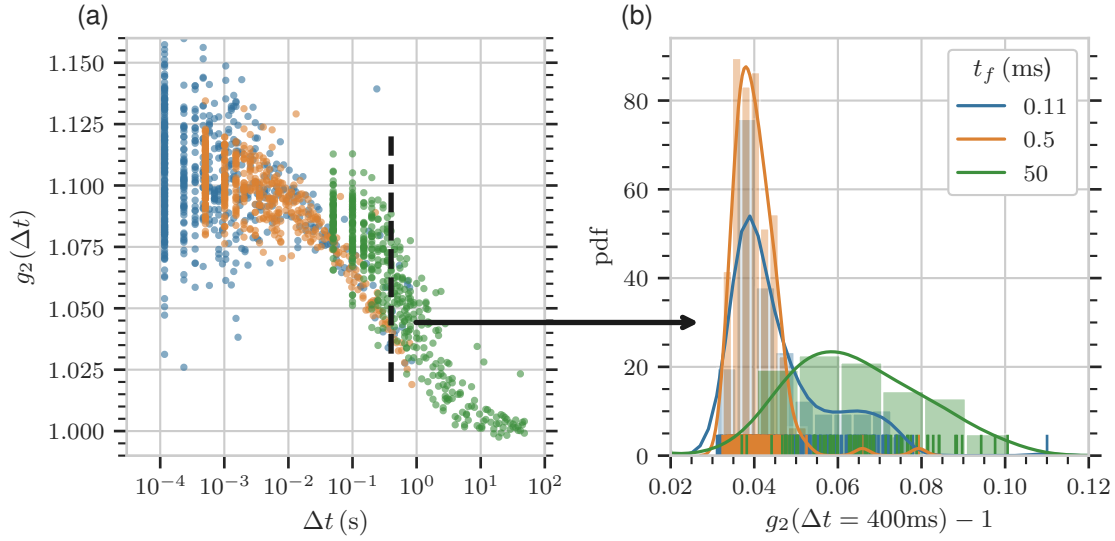 (a)
1.150
1.125
1.100
1.075
1.050
1.025
1.000
g₂(Δt)
10⁻⁴ 10⁻³ 10⁻² 10⁻¹ 10⁰ 10¹ 10²
Δt (s)
(b)
t_f (ms)
0.11
0.5
50
80
60
40
20
0
pdf
0.02 0.04 0.06 0.08 0.10 0.12
g₂(Δt = 400ms) − 1